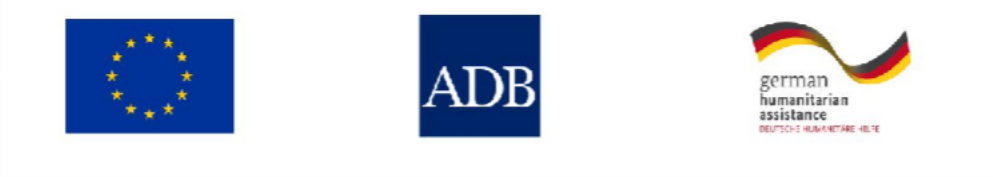 ADB
german
humanitarian
assistance
DEUTSCHE HUMANITÄRE HILFE